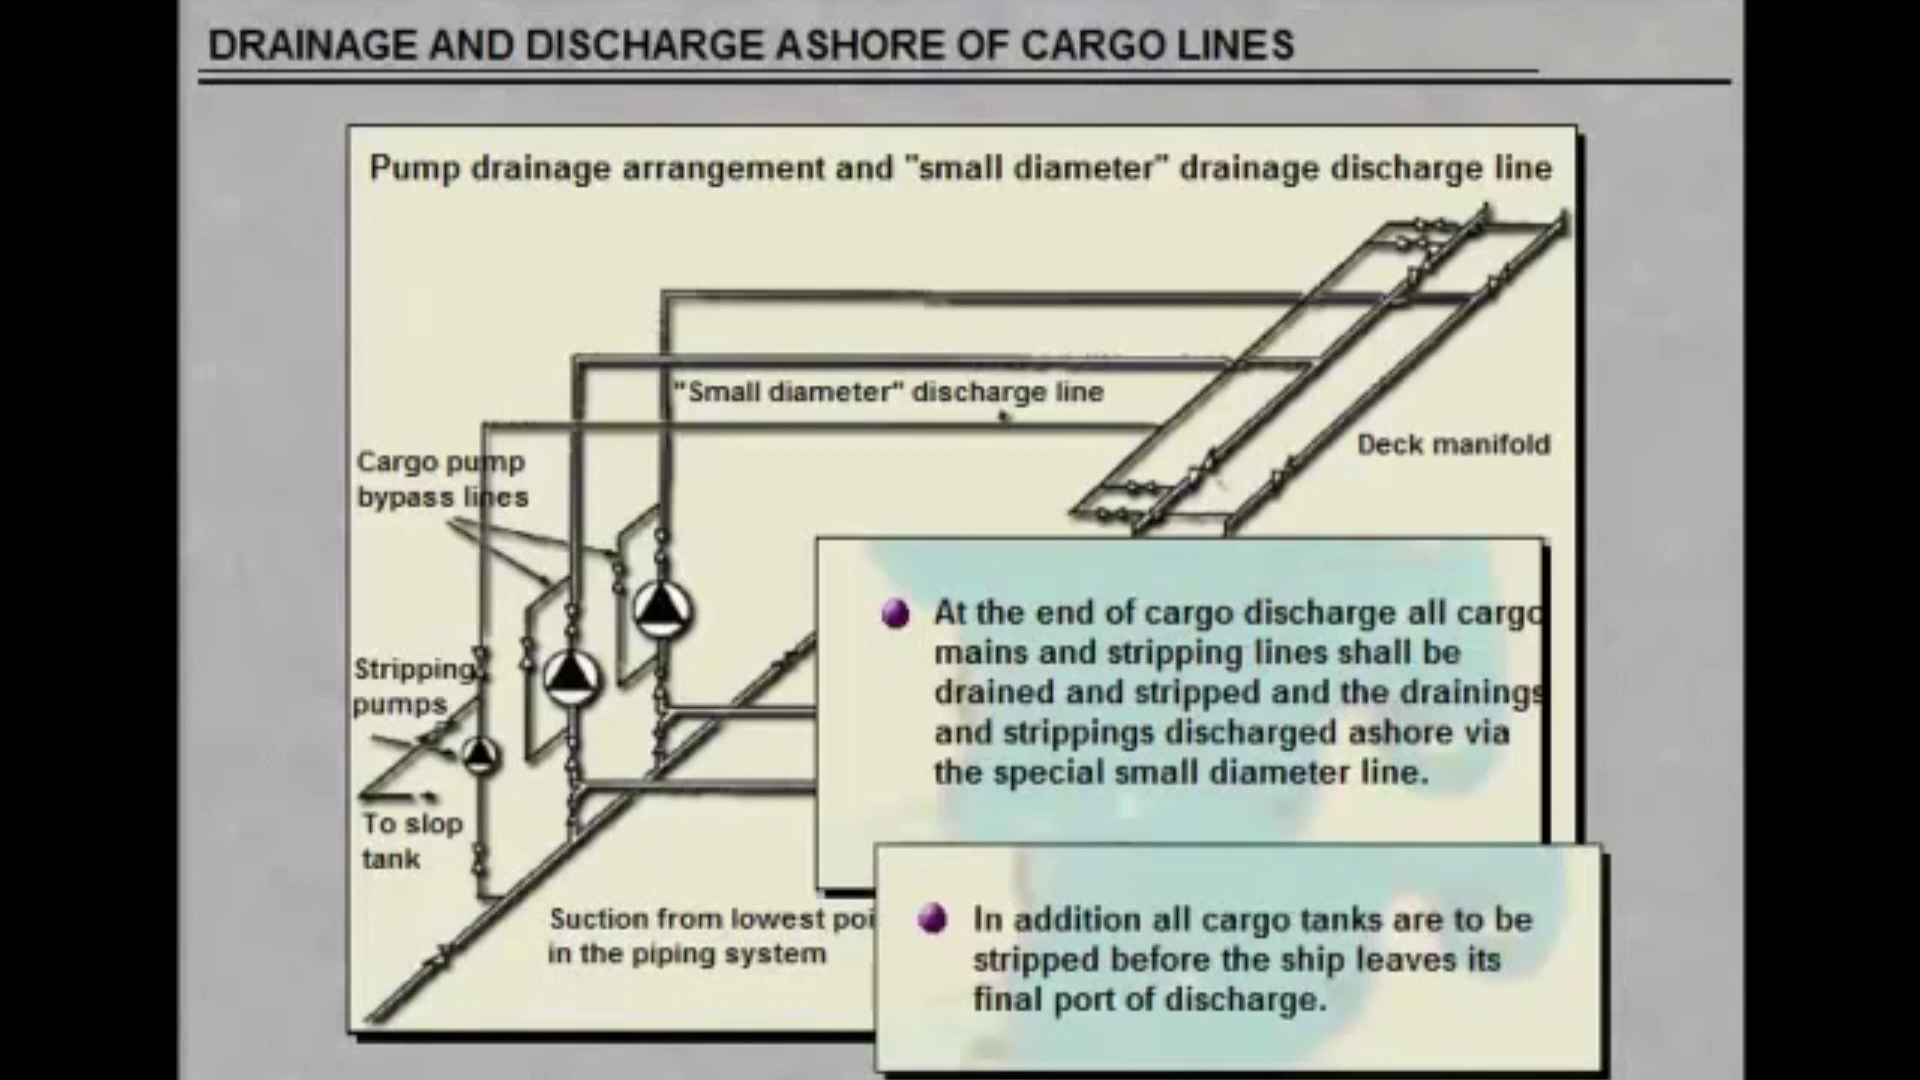 DRAINAGE AND DISCHARGE ASHORE OF CARGO LINES
Pump drainage arrangement and "small diameter" drainage discharge line
"Small diameter" discharge line
Deck manifold
Cargo pump
bypass lines
Stripping
pumps
To slop
tank
Suction from lowest
in the piping system
At the end of cargo discharge all cargo
mains and stripping lines shall be
drained and stripped and the drainings
and strippings discharged ashore via
the special small diameter line.
In addition all cargo tanks are to be
stripped before the ship leaves its
final port of discharge.